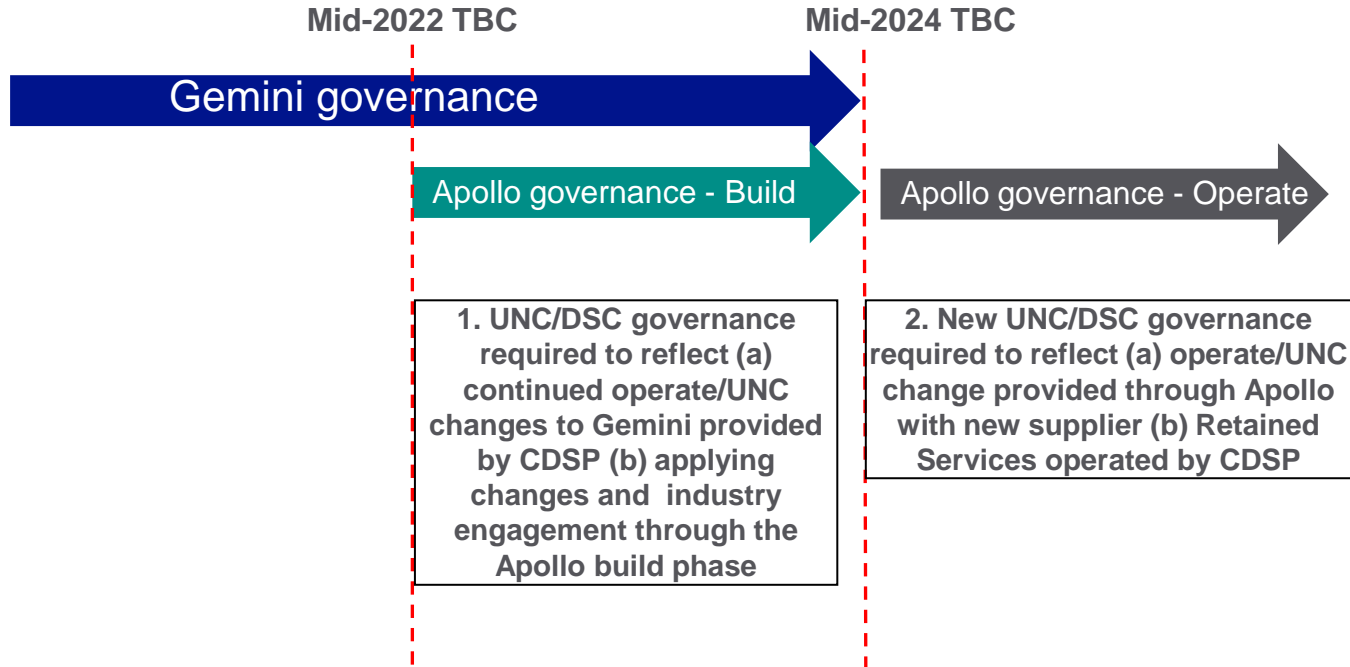 Mid-2022 TBC
Mid-2024 TBC
Gemini governance
Apollo governance - Build
Apollo governance - Operate
1. UNC/DSC governance
required to reflect (a)
continued operate/UNC
changes to Gemini provided
by CDSP (b) applying
changes and industry
engagement through the
Apollo build phase
2. New UNC/DSC governance
required to reflect (a) operate/UNC
change provided through Apollo
with new supplier (b) Retained
Services operated by CDSP